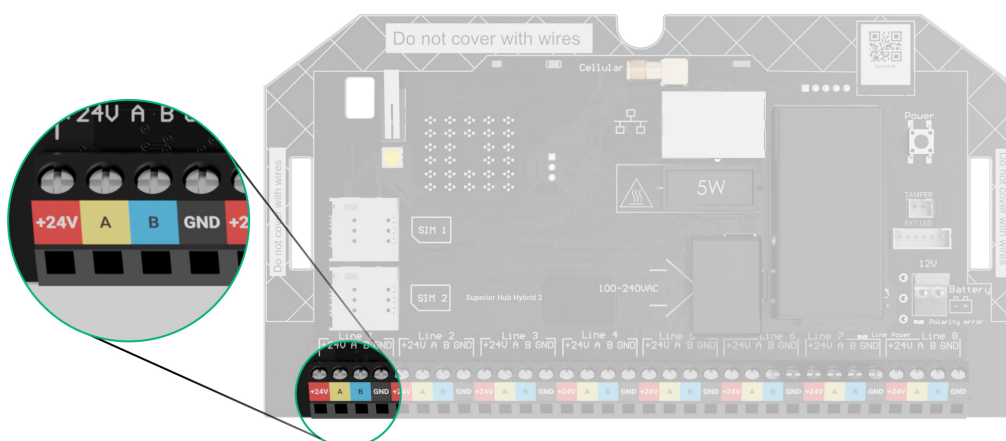 Do not cover with wires
Cellular
Power
Do not cover with wires
Do not cover with wires
+24V A B
+24V A B GND
5W
TAMPER
EXT.LED
SIM 1
SIM 2
Superior Hub Hybrid 2
100-240VAC
12V
Battery
Polarity error
Line 1 Line 2 Line 3 Line 4 Line 5 Line 6 Line 7 Line Power Line 8
+24V A B GND +24V A B GND +24V A B GND +24V A B GND +24V A B GND +24V A B GND +24V A B GND +24V A B GND
+24V A B GND +24V A B GND +24V A B GND +24V A B GND +24V A B GND +24V A B GND +24V A B GND +24V A B GND